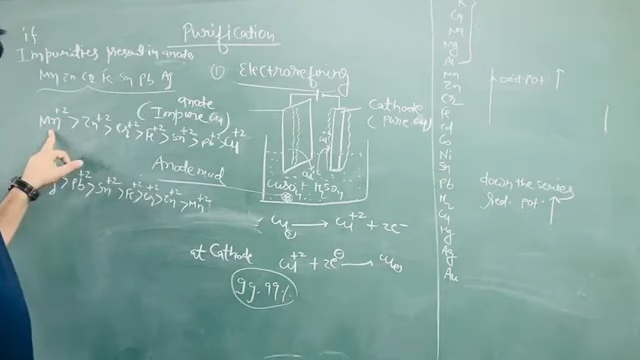 if
Impurities present in anode
Mn Zn Cr Fe Sn Pb Ag
Mn+2 > Zn+2 > Cr+2 > Fe+2 > Sn+2 > Pb+2 > Cu+2
> Pb+2 > Sn+2 > Fe+2 > Cr+2 > Zn+2 > Mn+2
Purification
① Electrorefining
anode
(Impure Cu)
Cathode
(Pure Cu)
Cu+2
Anode mud
CuSO4 + H2SO4
Cu(s) → Cu+2 + 2e-
at Cathode Cu+2 + 2e⊖ → Cu(s)
99.99%
K
Ca
Na
Mg
Al
Mn
Zn
Cr
Fe
Cd
Co
Ni
Sn
Pb
H2
Cu
Hg
Ag
Au
oxid. pot. ↑
down the series
Red. pot. ↑